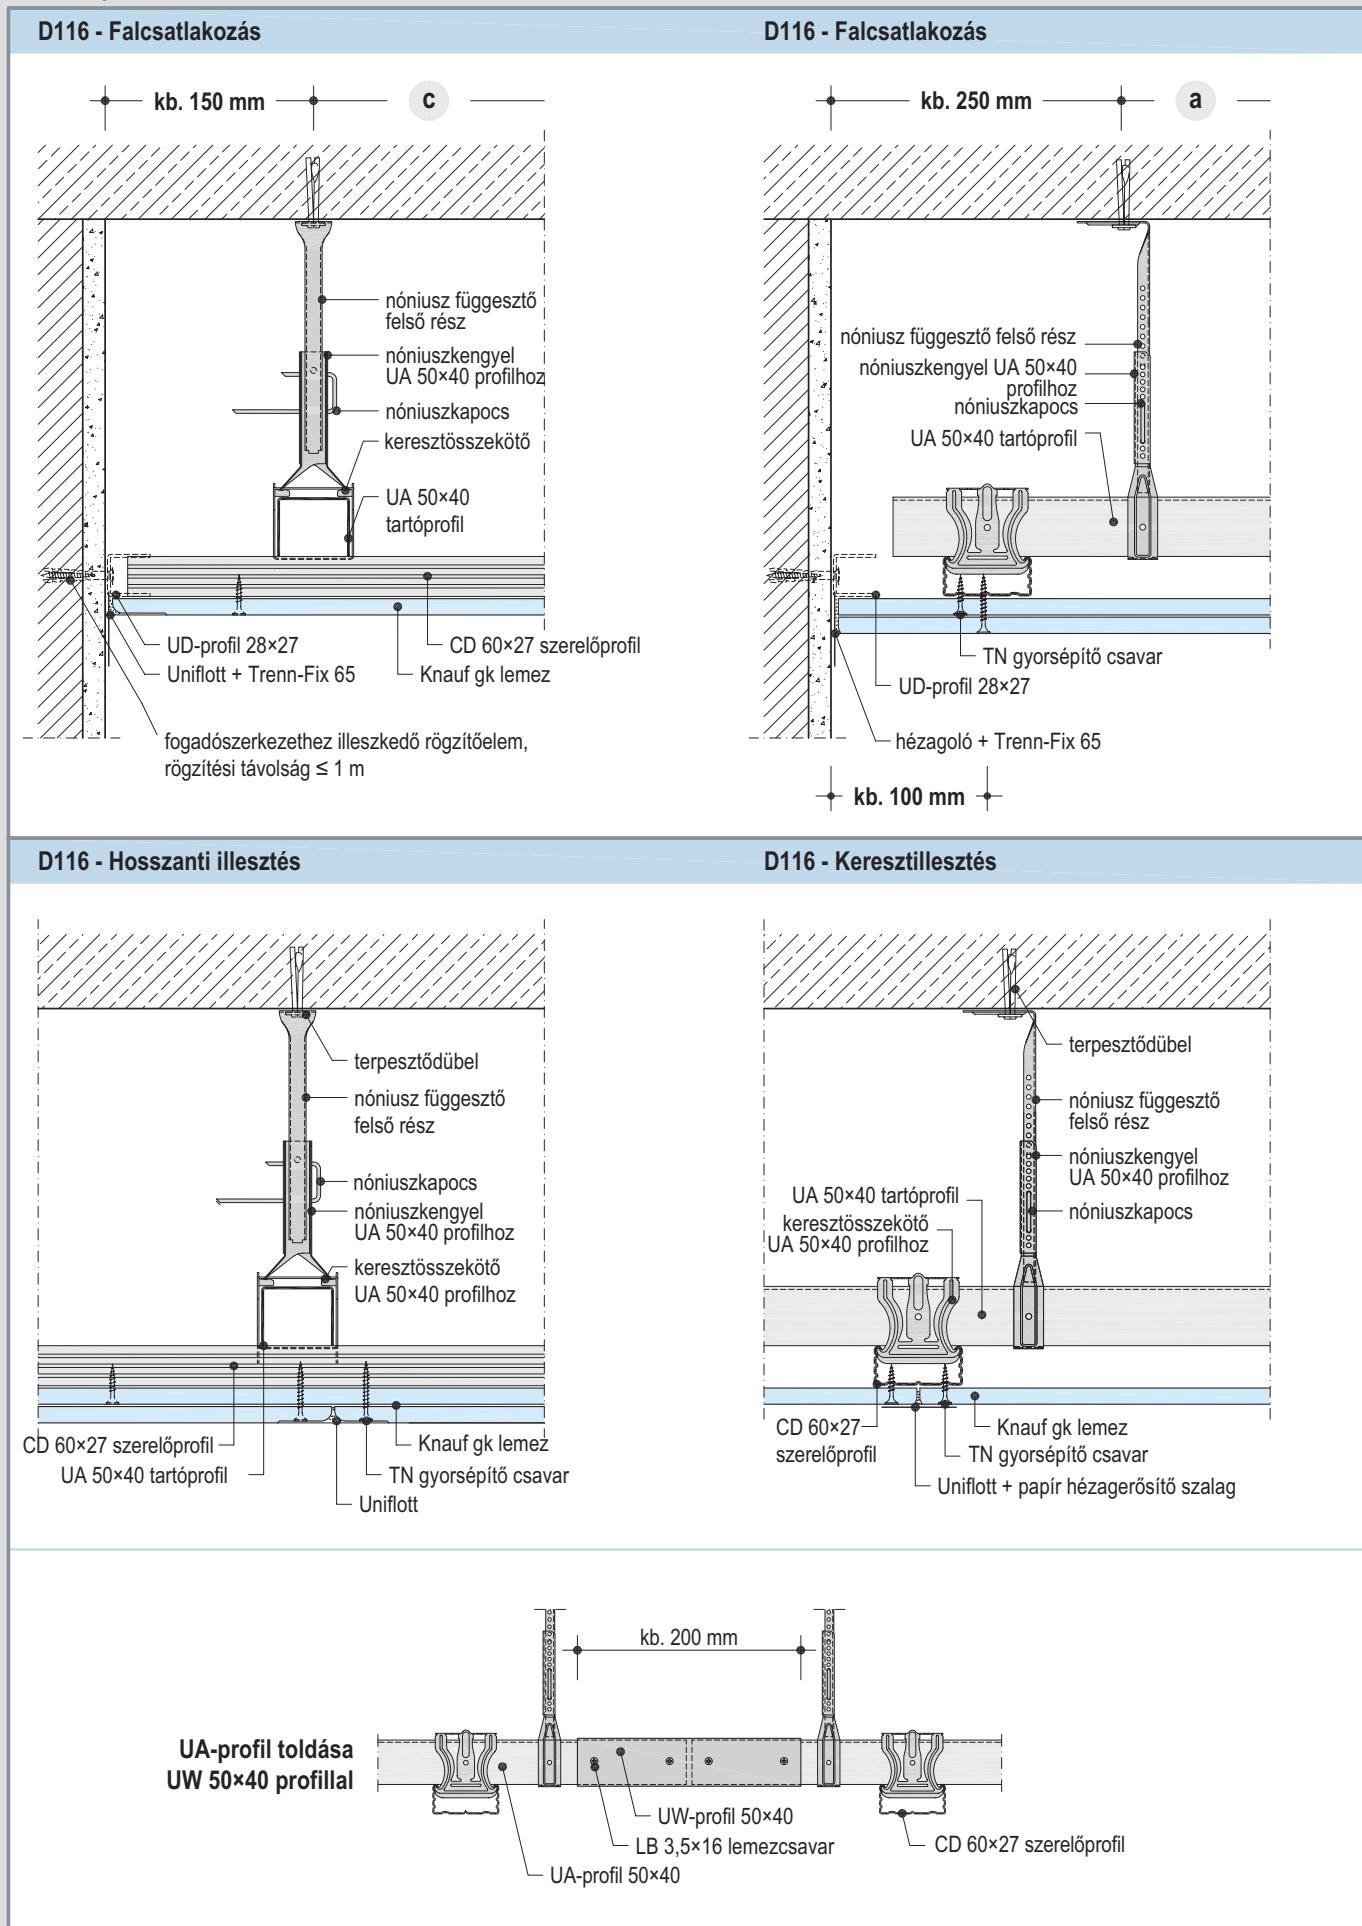 D116 - Falcsatlakozás
kb. 150 mm
c
nóniusz függesztő
felső rész
nóniuszkengyel
UA 50×40 profilhoz
nóniuszkapocs
keresztösszekötő
UA 50×40
tartóprofil
UD-profil 28×27
Uniflott + Trenn-Fix 65
CD 60×27 szerelőprofil
Knauf gk lemez
fogadószerkezethez illeszkedő rögzítőelem,
rögzítési távolság ≤ 1 m
D116 - Falcsatlakozás
kb. 250 mm
a
nóniusz függesztő felső rész
nóniuszkengyel UA 50×40
profilhoz
nóniuszkapocs
UA 50×40 tartóprofil
TN gyorsépítő csavar
UD-profil 28×27
hézagoló + Trenn-Fix 65
kb. 100 mm
D116 - Hosszanti illesztés
terpesztődübel
nóniusz függesztő
felső rész
nóniuszkapocs
nóniuszkengyel
UA 50×40 profilhoz
keresztösszekötő
UA 50×40 profilhoz
CD 60×27 szerelőprofil
UA 50×40 tartóprofil
Knauf gk lemez
TN gyorsépítő csavar
Uniflott
D116 - Keresztillesztés
terpesztődübel
nóniusz függesztő
felső rész
nóniuszkengyel
UA 50×40 profilhoz
nóniuszkapocs
UA 50×40 tartóprofil
keresztösszekötő
UA 50×40 profilhoz
CD 60×27
szerelőprofil
Knauf gk lemez
TN gyorsépítő csavar
Uniflott + papír hézagerősítő szalag
kb. 200 mm
UA-profil toldása
UW 50×40 profillal
UW-profil 50×40
LB 3,5×16 lemezcsavar
UA-profil 50×40
CD 60×27 szerelőprofil